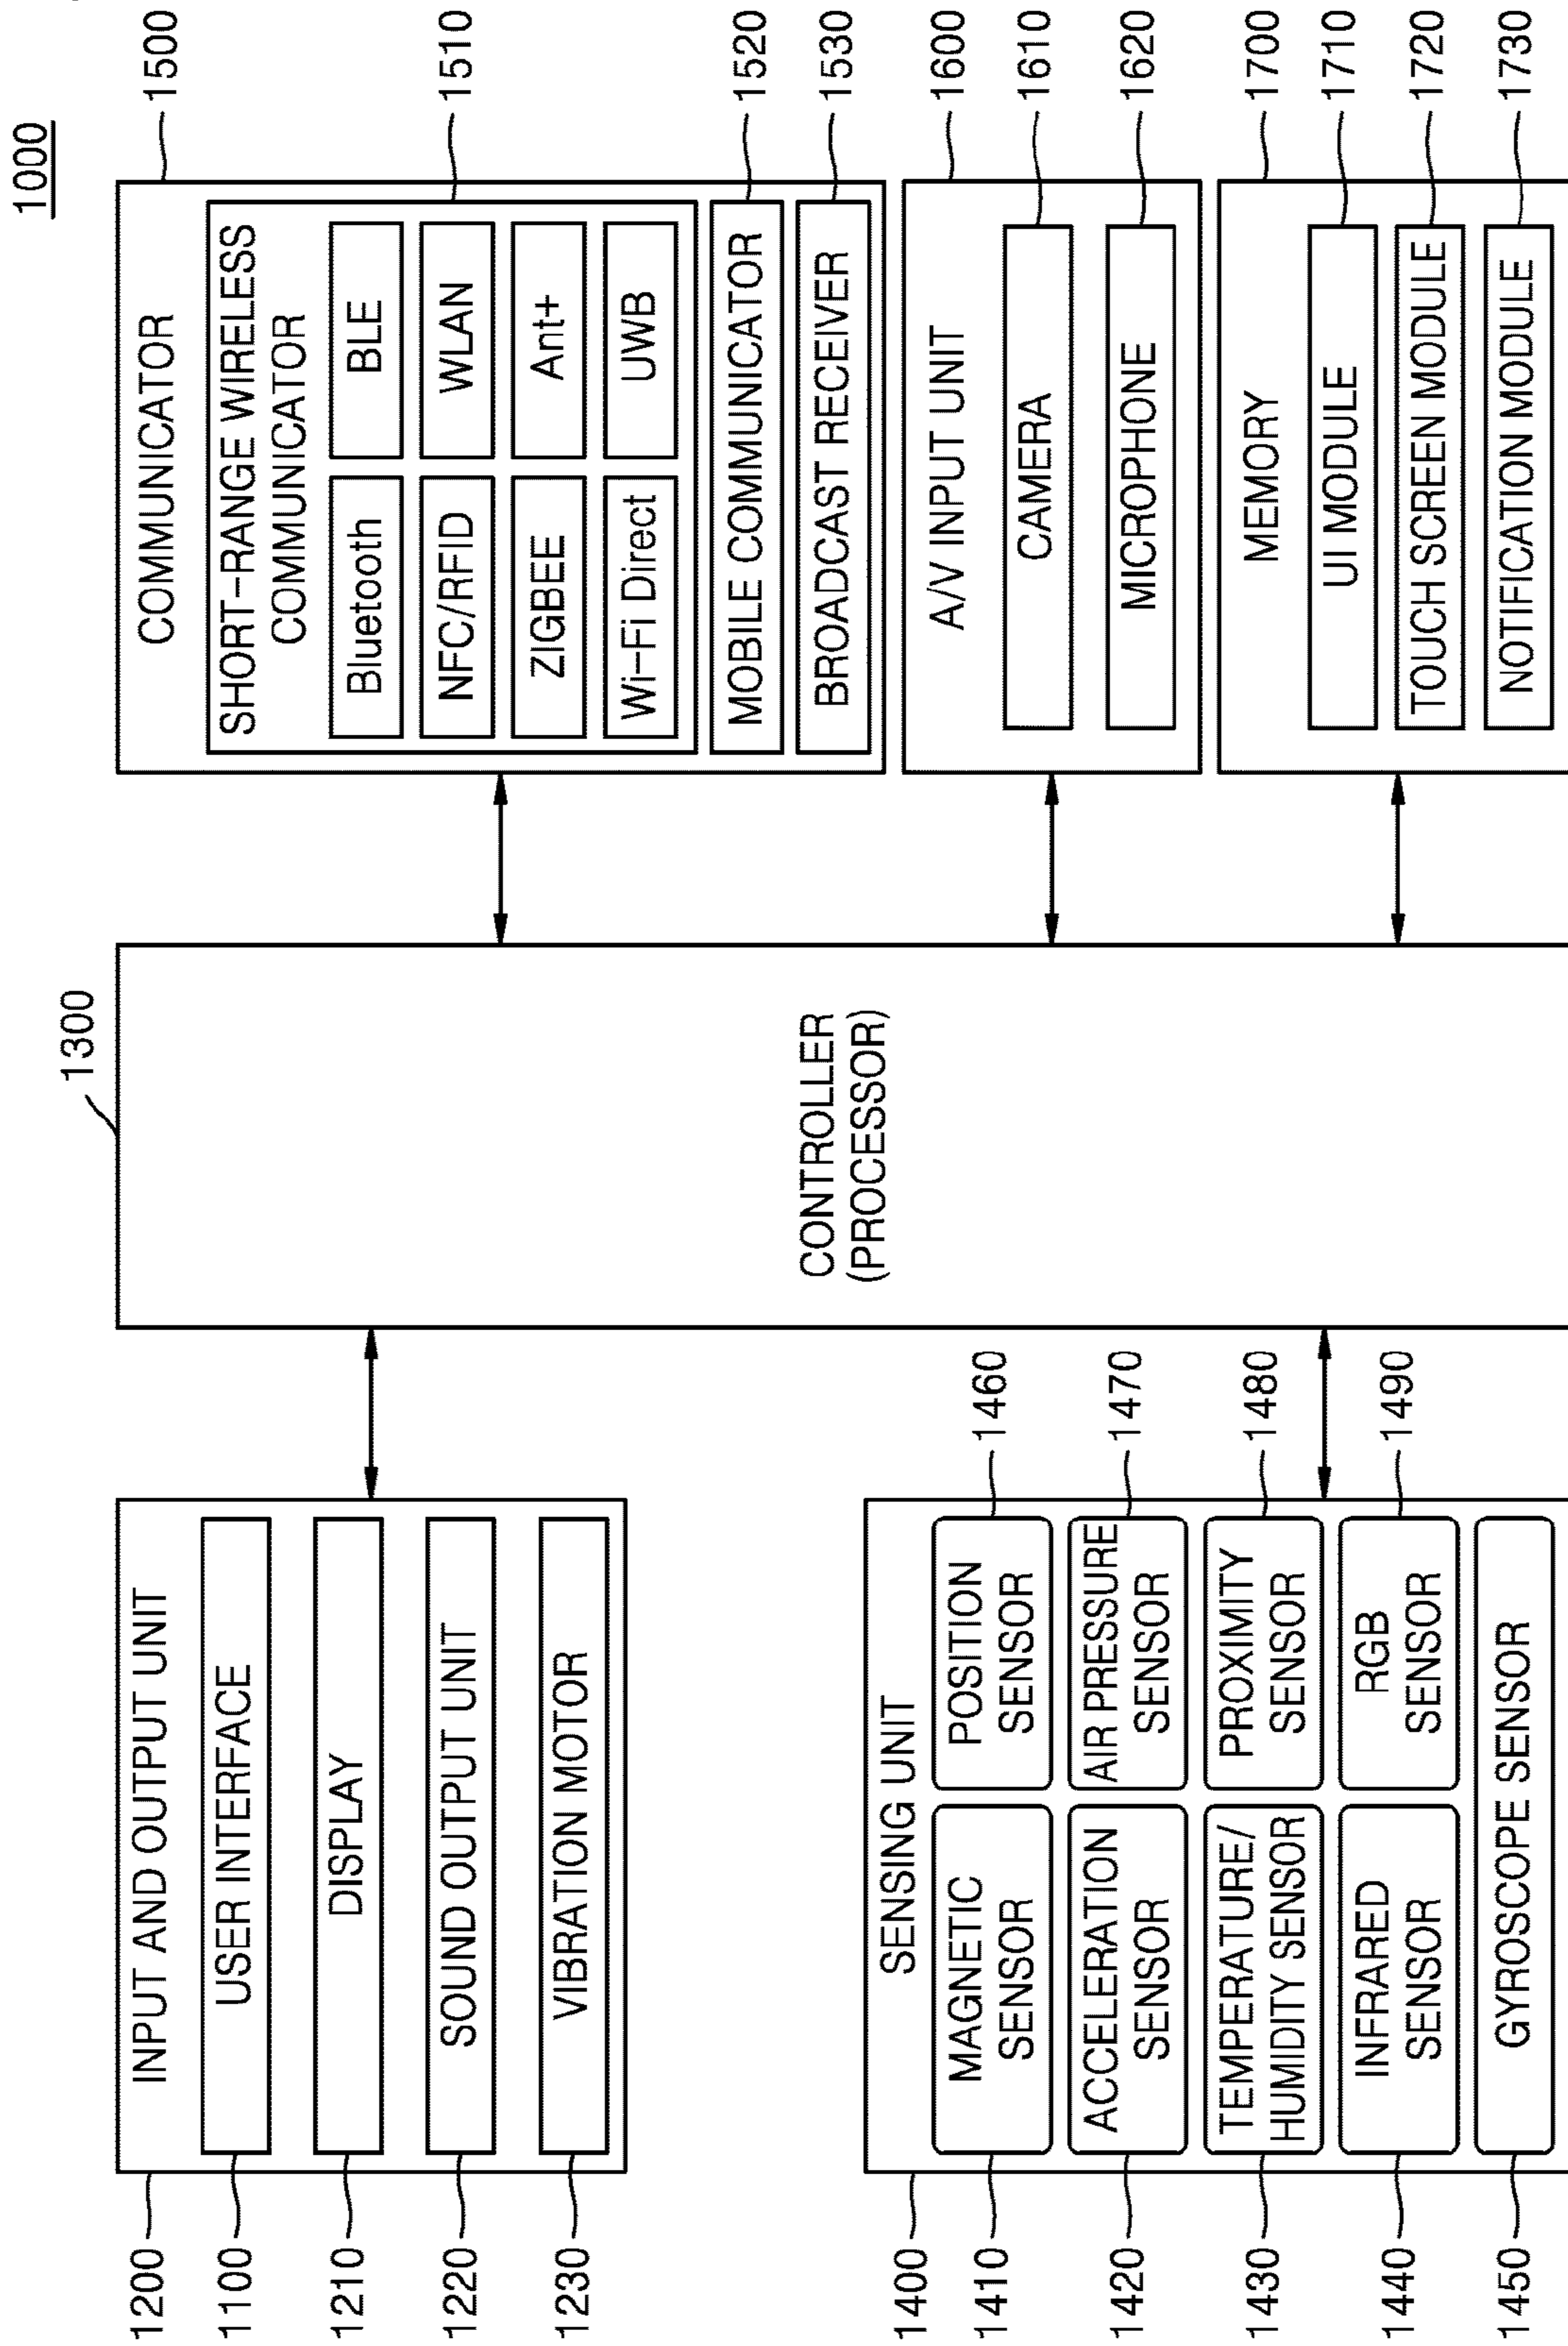 1000
1200
INPUT AND OUTPUT UNIT
1100
USER INTERFACE
1210
DISPLAY
1220
SOUND OUTPUT UNIT
1230
VIBRATION MOTOR
1400
SENSING UNIT
1410
MAGNETIC
SENSOR
POSITION
SENSOR
1460
1420
ACCELERATION
SENSOR
AIR PRESSURE
SENSOR
1470
1430
TEMPERATURE/
HUMIDITY SENSOR
PROXIMITY
SENSOR
1480
1440
INFRARED
SENSOR
RGB
SENSOR
1490
1450
GYROSCOPE SENSOR
1300
CONTROLLER
(PROCESSOR)
COMMUNICATOR
1500
SHORT-RANGE WIRELESS
COMMUNICATOR
1510
Bluetooth
BLE
NFC/RFID
WLAN
ZIGBEE
Ant+
Wi-Fi Direct
UWB
MOBILE COMMUNICATOR
1520
BROADCAST RECEIVER
1530
A/V INPUT UNIT
1600
CAMERA
1610
MICROPHONE
1620
MEMORY
1700
UI MODULE
1710
TOUCH SCREEN MODULE
1720
NOTIFICATION MODULE
1730